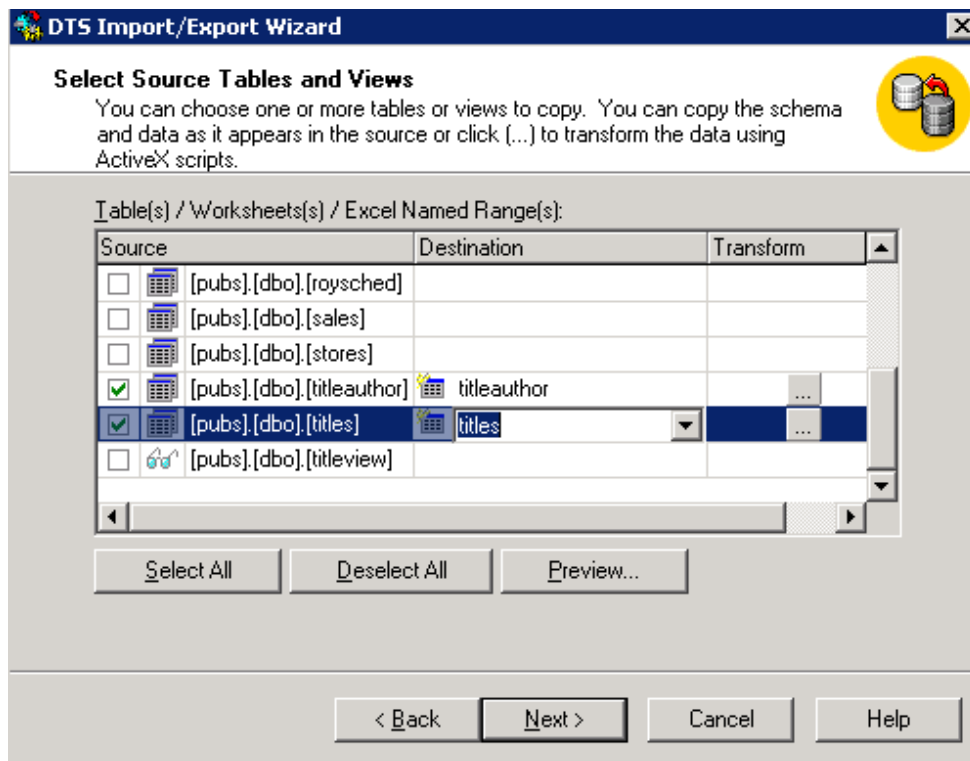 DTS Import/Export Wizard
Select Source Tables and Views
You can choose one or more tables or views to copy. You can copy the schema
and data as it appears in the source or click (...) to transform the data using
ActiveX scripts.
Table(s) / Worksheets(s) / Excel Named Range(s):
Source Destination Transform
[pubs].[dbo].[roysched]
[pubs].[dbo].[sales]
[pubs].[dbo].[stores]
[pubs].[dbo].[titleauthor] titleauthor ...
[pubs].[dbo].[titles] titles ...
[pubs].[dbo].[titleview]
Select All Deselect All Preview...
< Back Next > Cancel Help